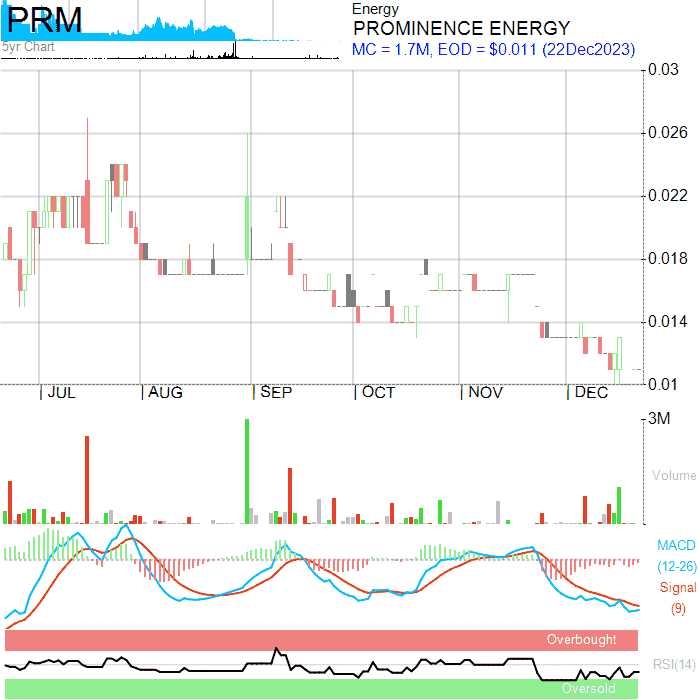 PRM
5yr Chart
Energy
PROMINENCE ENERGY
MC = 1.7M, EOD = $0.011 (22Dec2023)
0.03
0.026
0.022
0.018
0.014
0.01
JUL AUG SEP OCT NOV DEC
3M
Volume
MACD
(12-26)
Signal
(9)
Overbought
RSI(14)
Oversold